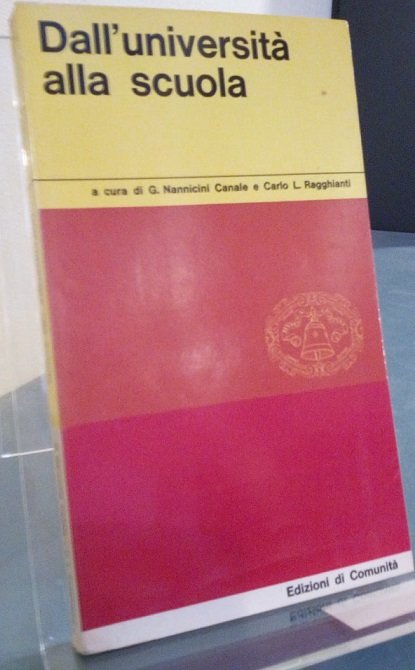 Dall'università
alla scuola
a cura di G. Nannicini Canale e Carlo L. Ragghianti
Edizioni di Comunità